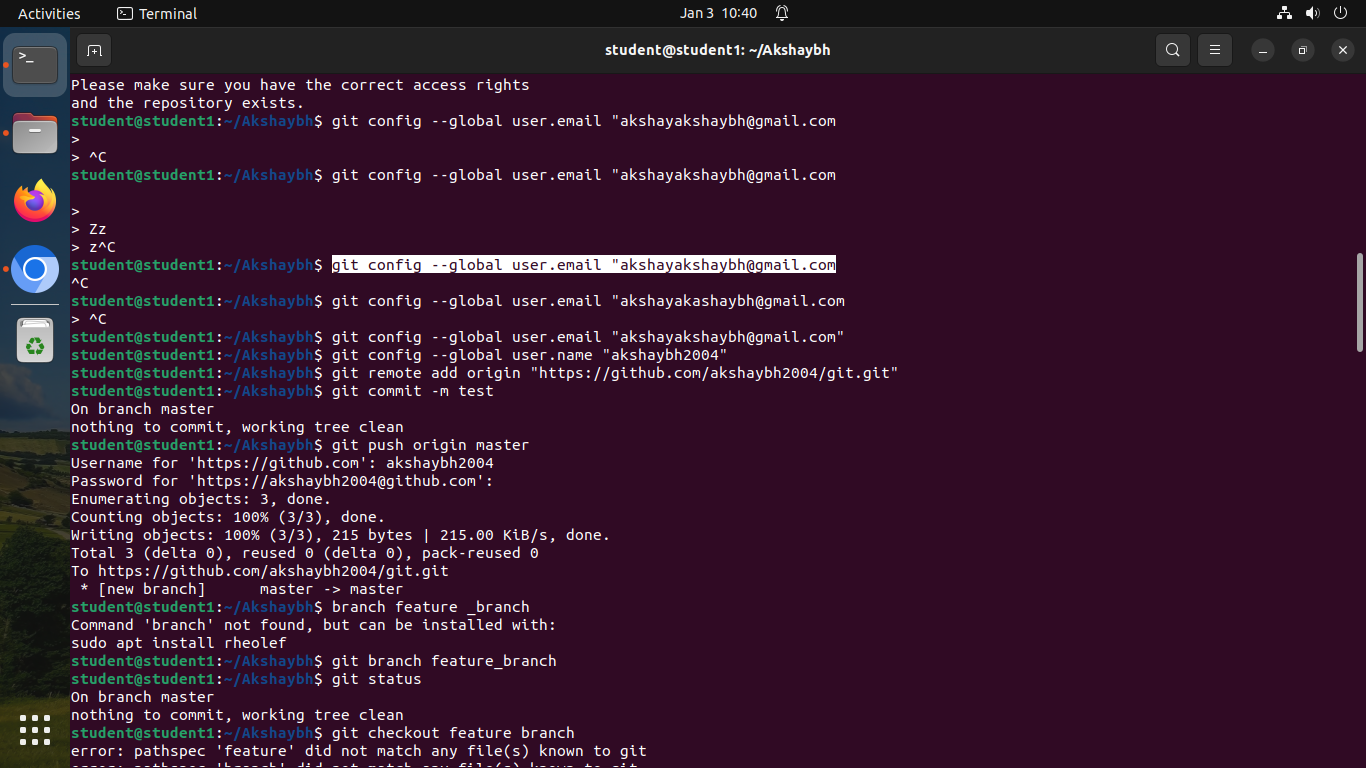 Activities
Terminal
Jan 3 10:40
student@student1: ~/Akshaybh
Please make sure you have the correct access rights
and the repository exists.
student@student1:~/Akshaybh$ git config --global user.email "akshayakshaybh@gmail.com
>
> ^C
student@student1:~/Akshaybh$ git config --global user.email "akshayakshaybh@gmail.com
>
> Zz
> z^C
student@student1:~/Akshaybh$ git config --global user.email "akshayakshaybh@gmail.com
^C
student@student1:~/Akshaybh$ git config --global user.email "akshayakashaybh@gmail.com
> ^C
student@student1:~/Akshaybh$ git config --global user.email "akshayakshaybh@gmail.com"
student@student1:~/Akshaybh$ git config --global user.name "akshaybh2004"
student@student1:~/Akshaybh$ git remote add origin "https://github.com/akshaybh2004/git.git"
student@student1:~/Akshaybh$ git commit -m test
On branch master
nothing to commit, working tree clean
student@student1:~/Akshaybh$ git push origin master
Username for 'https://github.com': akshaybh2004
Password for 'https://akshaybh2004@github.com':
Enumerating objects: 3, done.
Counting objects: 100% (3/3), done.
Writing objects: 100% (3/3), 215 bytes | 215.00 KiB/s, done.
Total 3 (delta 0), reused 0 (delta 0), pack-reused 0
To https://github.com/akshaybh2004/git.git
 * [new branch]      master -> master
student@student1:~/Akshaybh$ branch feature _branch
Command 'branch' not found, but can be installed with:
sudo apt install rheolef
student@student1:~/Akshaybh$ git branch feature_branch
student@student1:~/Akshaybh$ git status
On branch master
nothing to commit, working tree clean
student@student1:~/Akshaybh$ git checkout feature branch
error: pathspec 'feature' did not match any file(s) known to git
error: pathspec 'branch' did not match any file(s) known to git